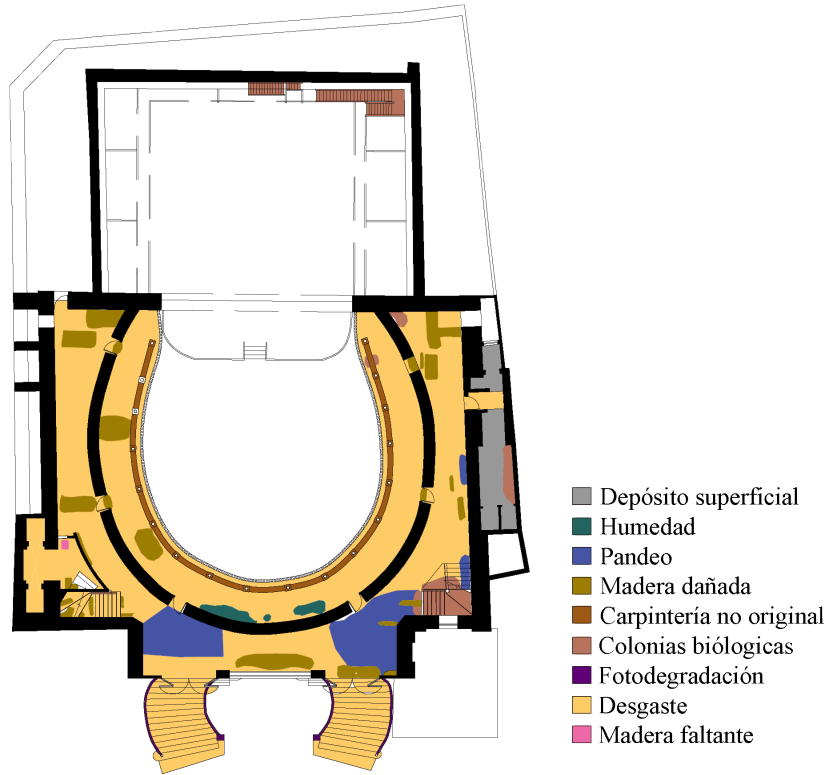 Depósito superficial
Humedad
Pandeo
Madera dañada
Carpintería no original
Colonias biólogicas
Fotodegradación
Desgaste
Madera faltante